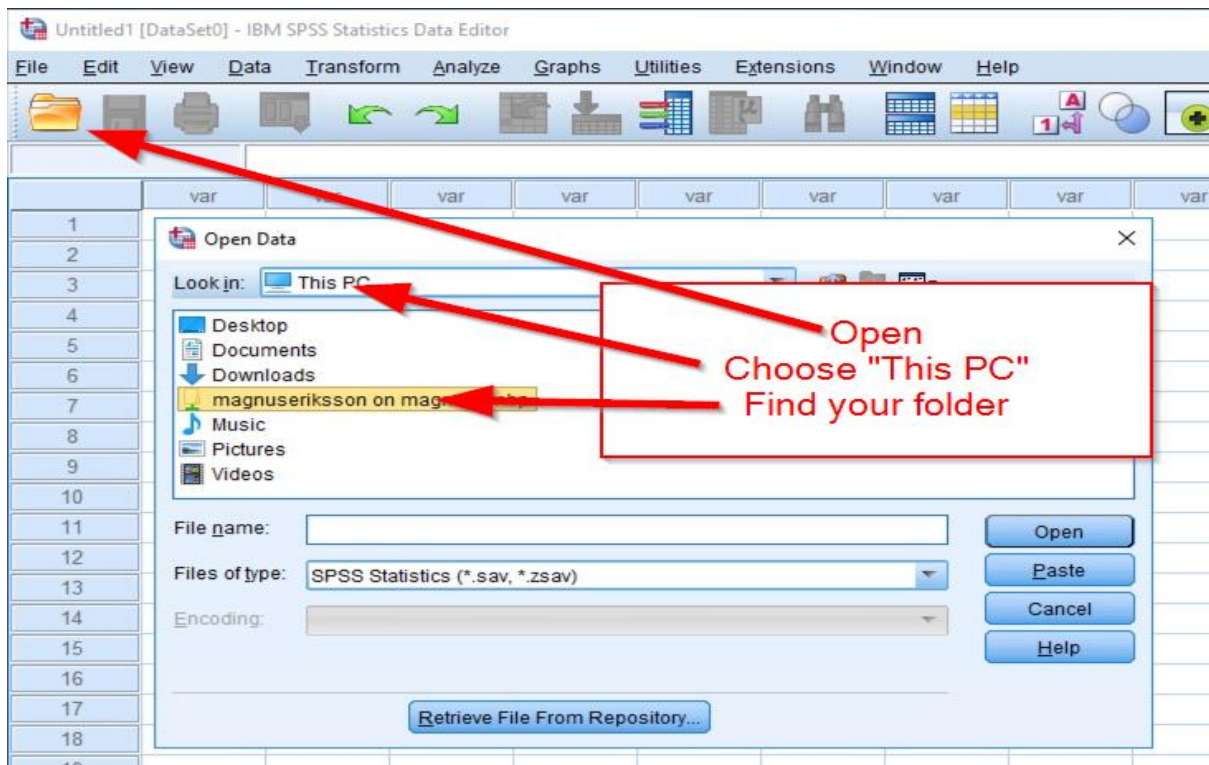 Untitled1 [DataSet0] - IBM SPSS Statistics Data Editor
File Edit View Data Transform Analyze Graphs Utilities Extensions Window Help
A
1
var var var var var var var var
1
2
3
4
5
6
7
8
9
10
11
12
13
14
15
16
17
18
Open Data
Look in: This PC
Desktop
Documents
Downloads
magnuseriksson on
Music
Pictures
Videos
File name:
Files of type: SPSS Statistics (*.sav, *.zsav)
Encoding:
Open
Paste
Cancel
Help
Retrieve File From Repository...
Open
Choose "This PC"
Find your folder